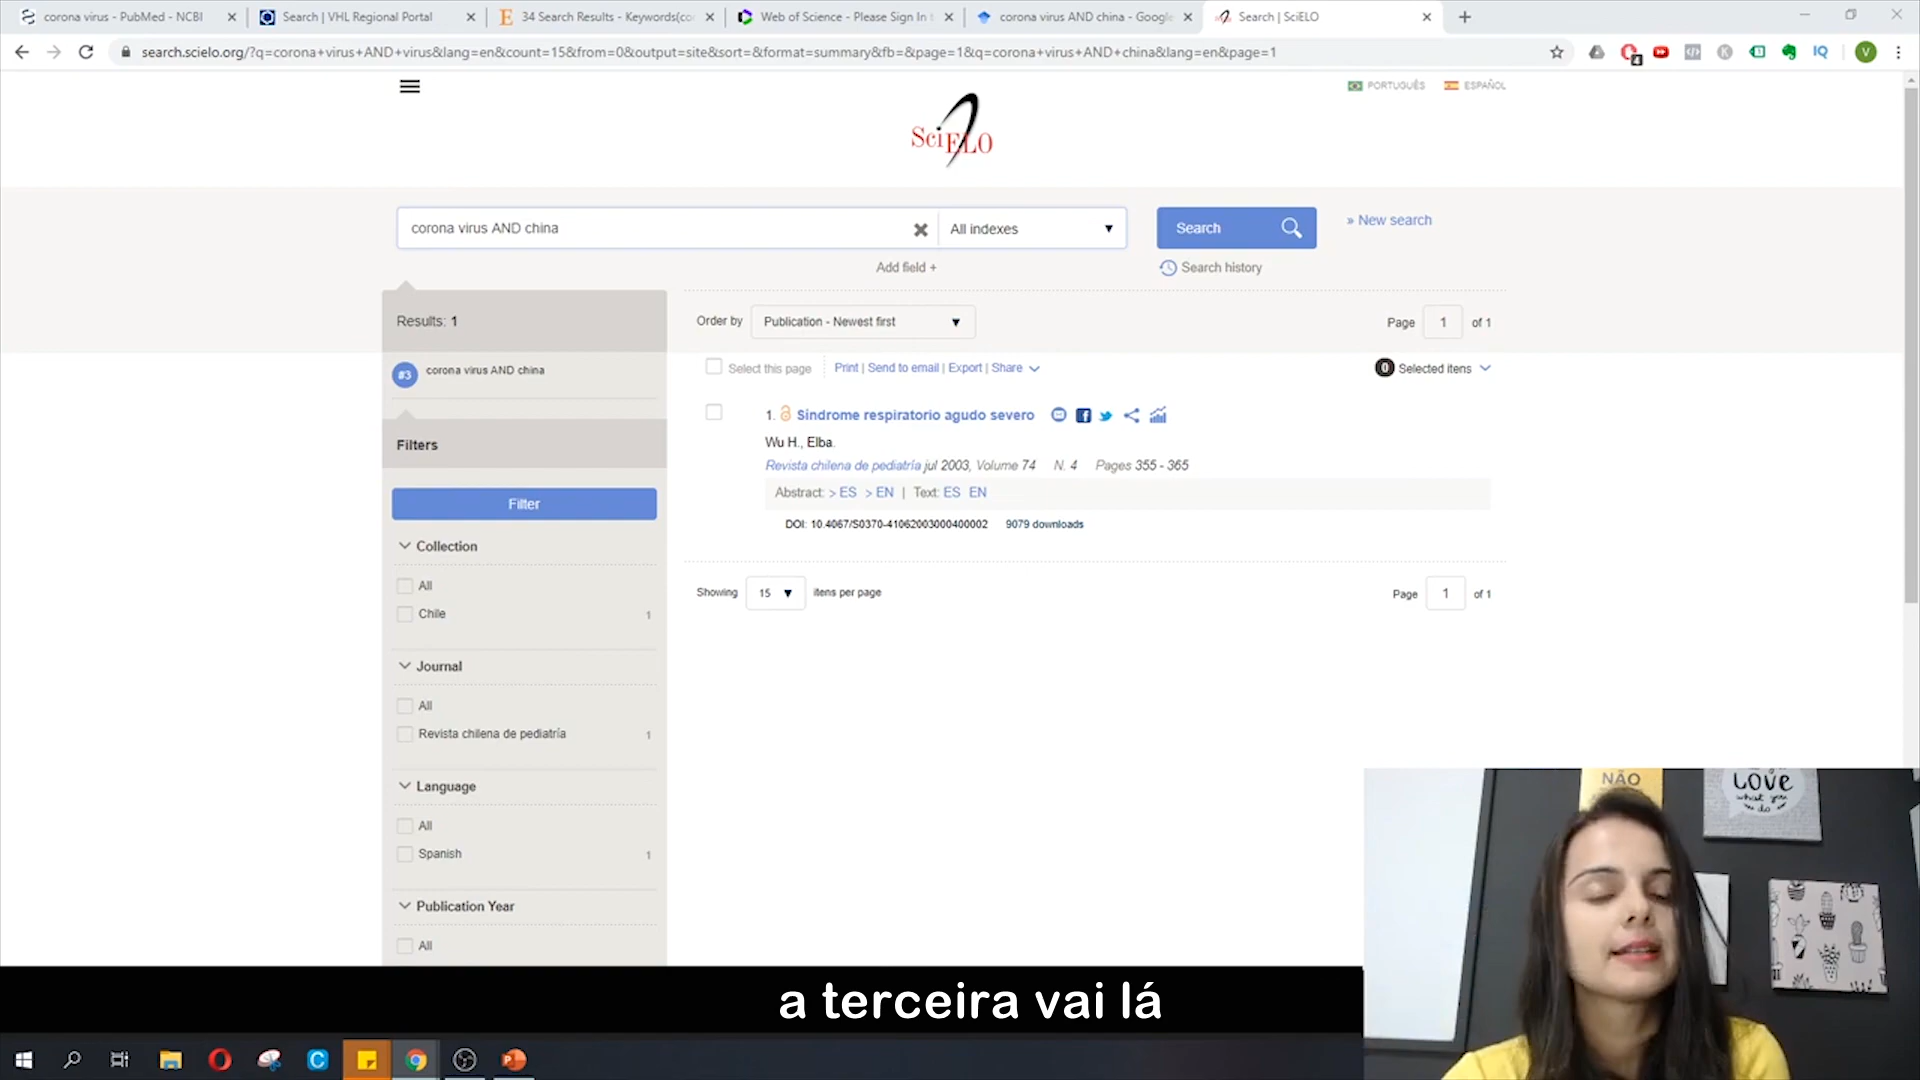 corona virus - PubMed - NCBI
Search | VHL Regional Portal
34 Search Results - Keywords(co
Web of Science - Please Sign In t
corona virus AND china - Google
Search | SciELO
search.scielo.org/?q=corona+virus+AND+virus&lang=en&count=15&from=0&output=site&sort=&format=summary&fb=&page=1&q=corona+virus+AND+china&lang=en&page=1
IQ
V
PORTUGUÊS ESPAÑOL
SciELO
corona virus AND china
All indexes
Search
» New search
Add field +
Search history
Results: 1
Order by Publication - Newest first
Page 1 of 1
#3 corona virus AND china
Select this page Print | Send to email | Export | Share
0 Selected itens
1. Síndrome respiratorio agudo severo
Wu H., Elba.
Revista chilena de pediatría jul 2003, Volume 74 N. 4 Pages 355 - 365
Abstract: > ES > EN | Text: ES EN
DOI: 10.4067/S0370-41062003000400002 9079 downloads
Showing 15 itens per page
Page 1 of 1
Filters
Filter
Collection
All
Chile 1
Journal
All
Revista chilena de pediatría 1
Language
All
Spanish 1
Publication Year
All
NÃO
LOVE
what you
do
a terceira vai lá